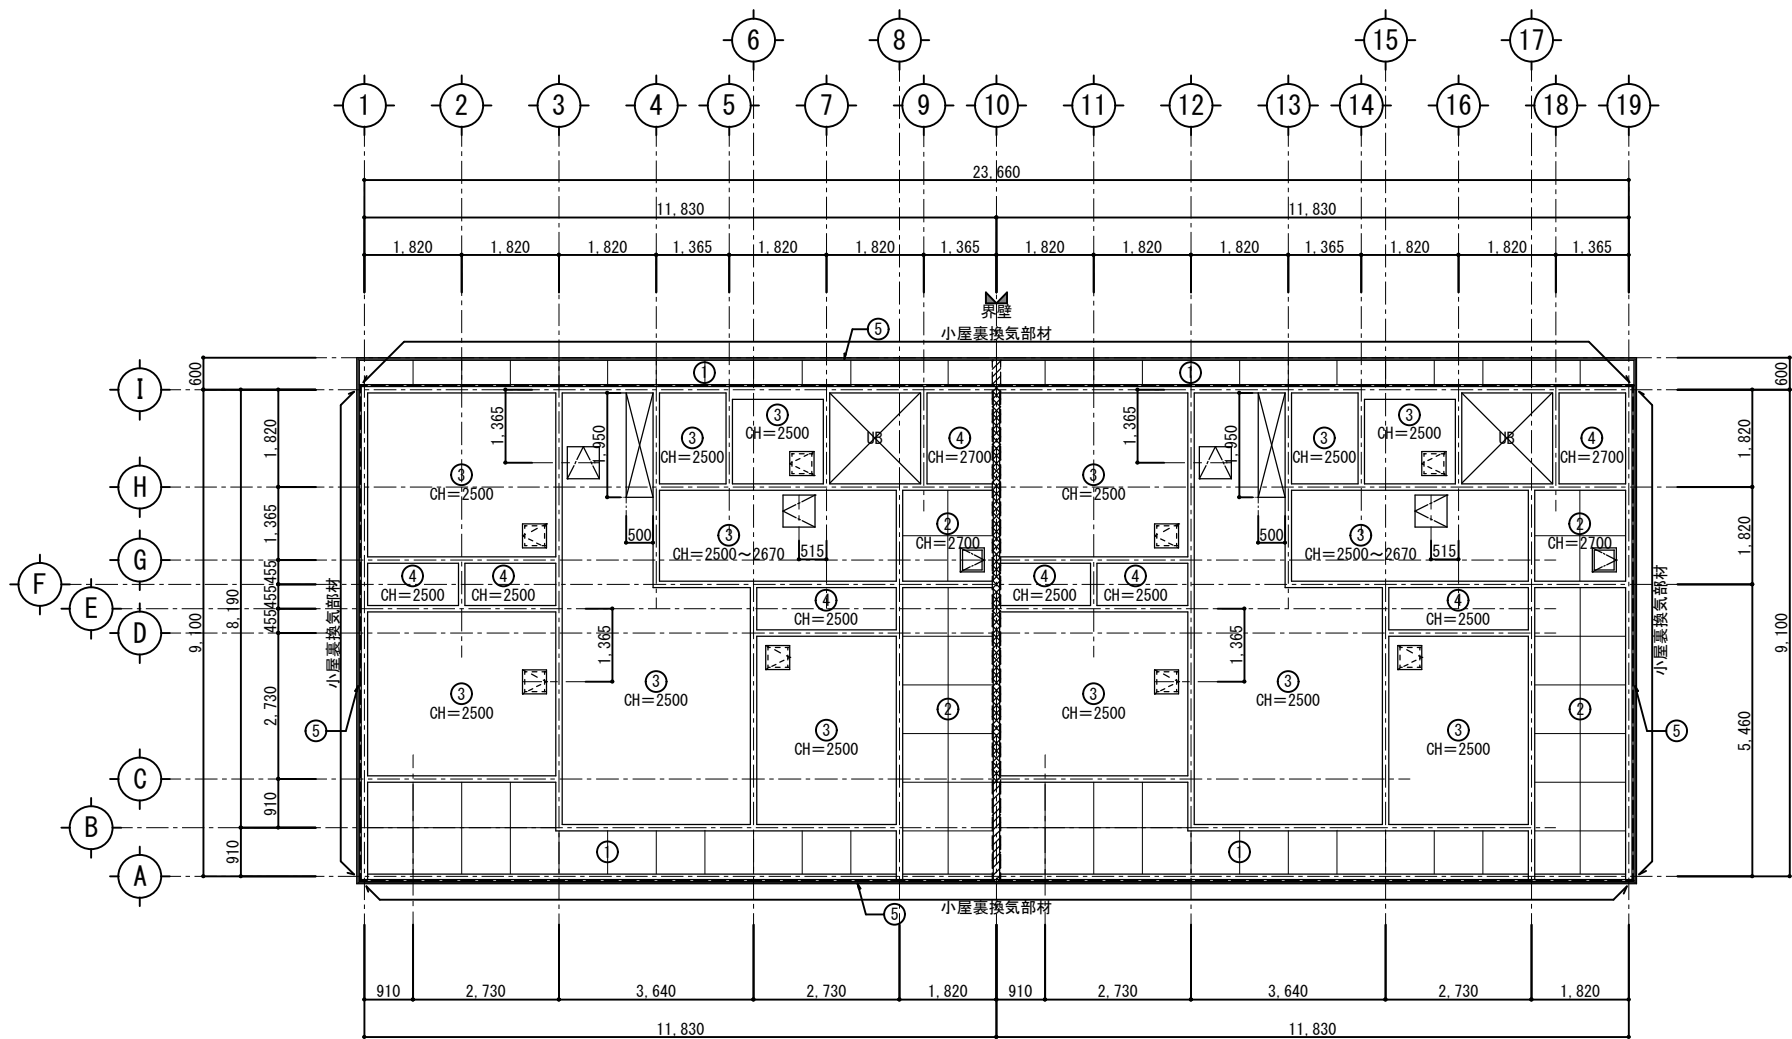 6 8 15 17
1 2 3 4 5 7 9 10 11 12 13 14 16 18 19
23,660
11,830 11,830
1,820 1,820 1,820 1,365 1,820 1,820 1,365 1,820 1,820 1,820 1,365 1,820 1,820 1,365
界壁
小屋裏換気部材
⑤
600 600
① ①
I
1,365 1,950 1,365 1,950
1,820 1,820
③ ③ UB ④ ③ ③ UB ④
CH=2500 CH=2500 CH=2700 CH=2500 CH=2500 CH=2700
③ ③
CH=2500 CH=2500
H
1,365 1,820
500 ③ 515 ② 500 ③ 515 ②
CH=2500～2670 CH=2700 CH=2500～2670 CH=2700
G
455
④ ④ ④ ④
CH=2500 CH=2500 CH=2500 CH=2500
F
455
E
④ ④
CH=2500 CH=2500
455
D
9,100 8,190
小屋裏換気部材
小屋裏換気部材
1,365 1,365
9,100
③ ③ ③ ③
CH=2500 CH=2500 CH=2500 CH=2500
2,730
② ②
5,460
⑤ ③ ③ ⑤
CH=2500 CH=2500
C
910
B
910
① ①
A
小屋裏換気部材
⑤
910 2,730 3,640 2,730 1,820 910 2,730 3,640 2,730 1,820
11,830 11,830